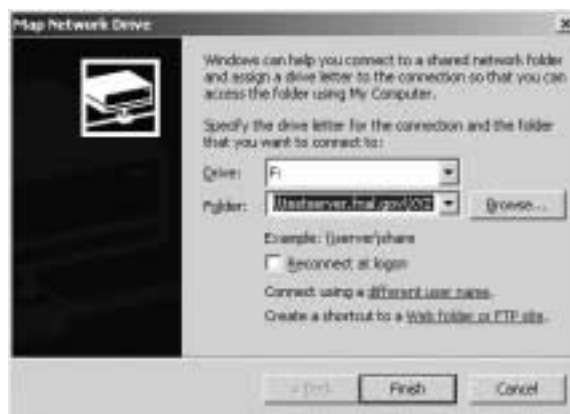 Map Network Drive
Windows can help you connect to a shared network folder
and assign a drive letter to the connection so that you can
access the folder using My Computer.
Specify the drive letter for the connection and the folder
that you want to connect to:
Drive: F:
Folder: Browse...
Example: \\server\share
Reconnect at logon
Connect using a different user name.
Create a shortcut to a Web folder or FTP site.
< Back Finish Cancel